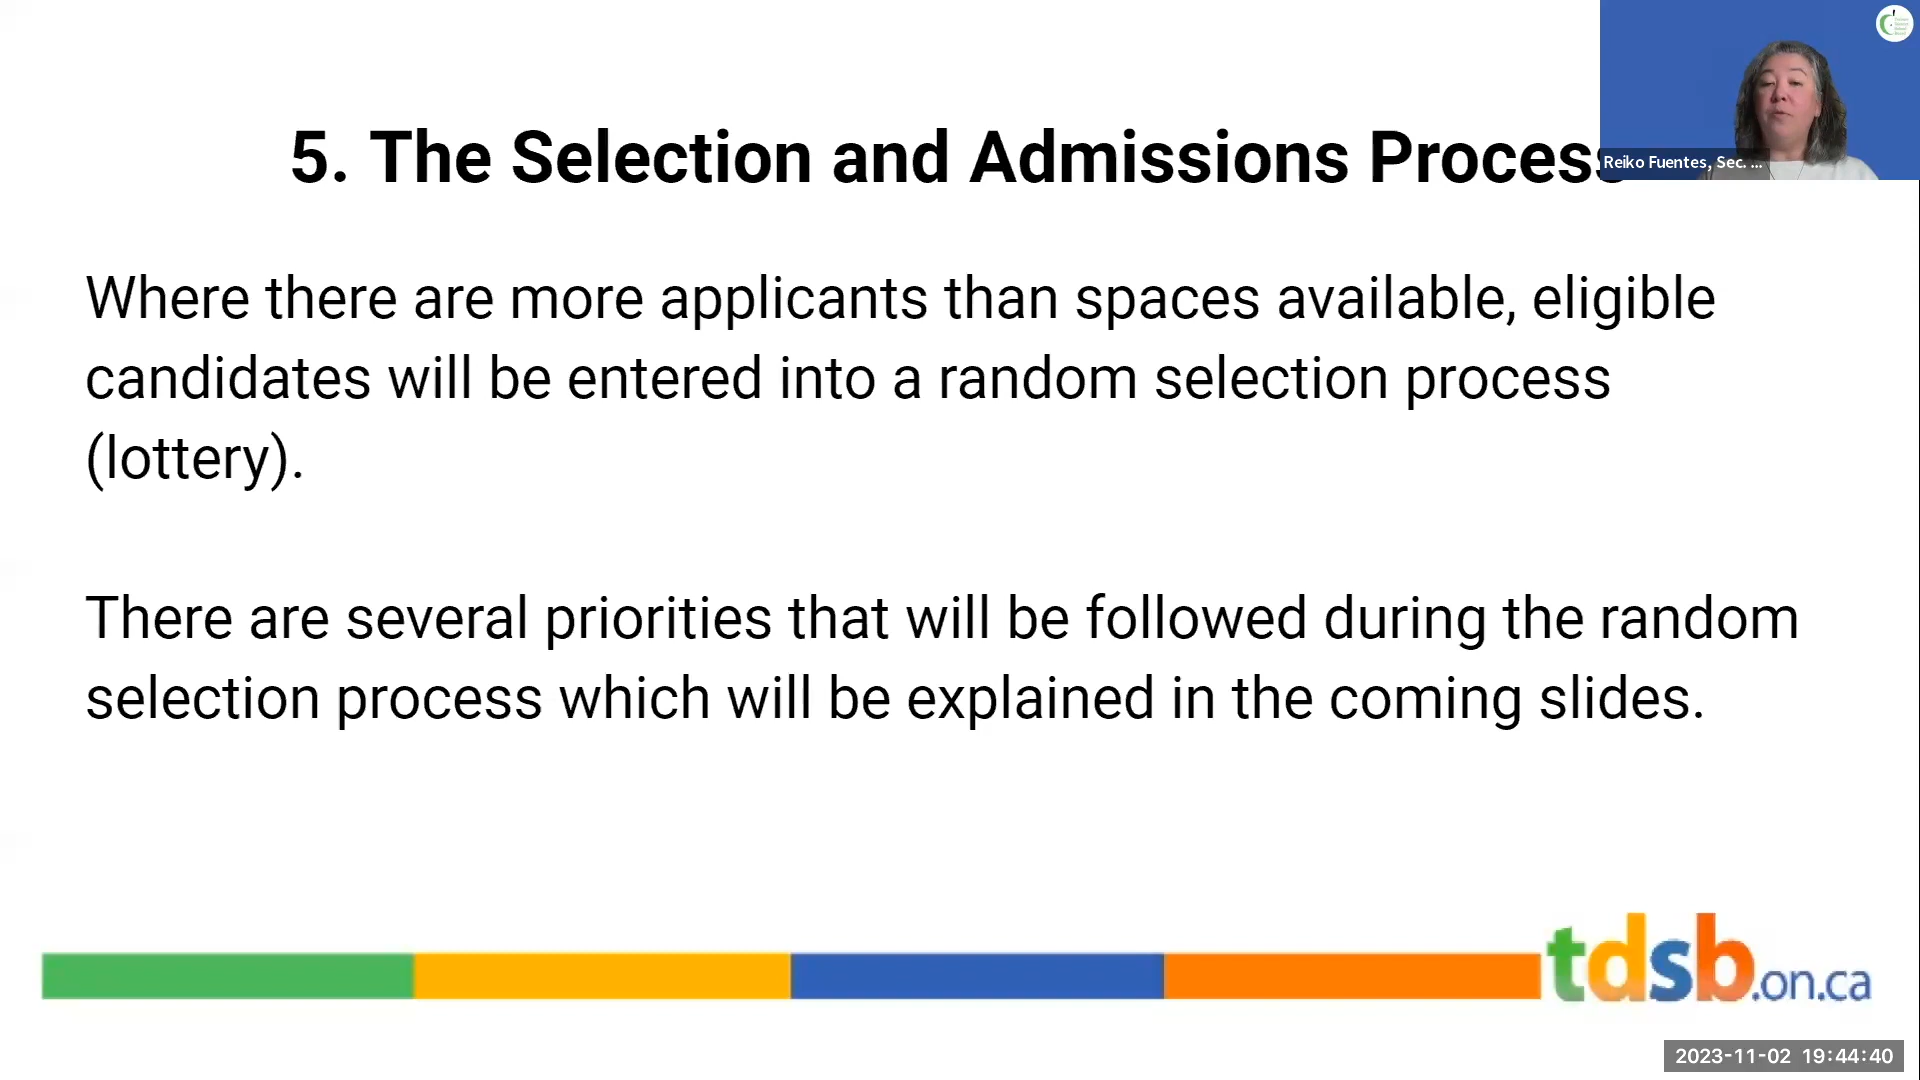 5. The Selection and Admissions Process
Reiko Fuentes, Sec. ...
Where there are more applicants than spaces available, eligible
candidates will be entered into a random selection process
(lottery).
There are several priorities that will be followed during the random
selection process which will be explained in the coming slides.
tdsb.on.ca
2023-11-02 19:44:40